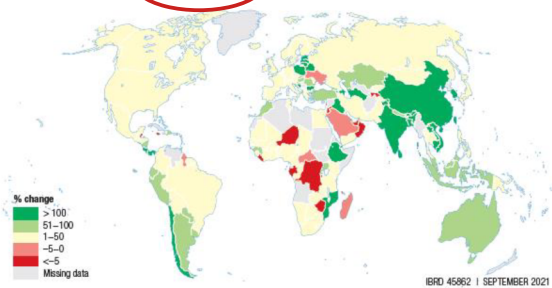 % change
> 100
51–100
1–50
–5–0
<–5
Missing data
IBRD 45862 | SEPTEMBER 2021